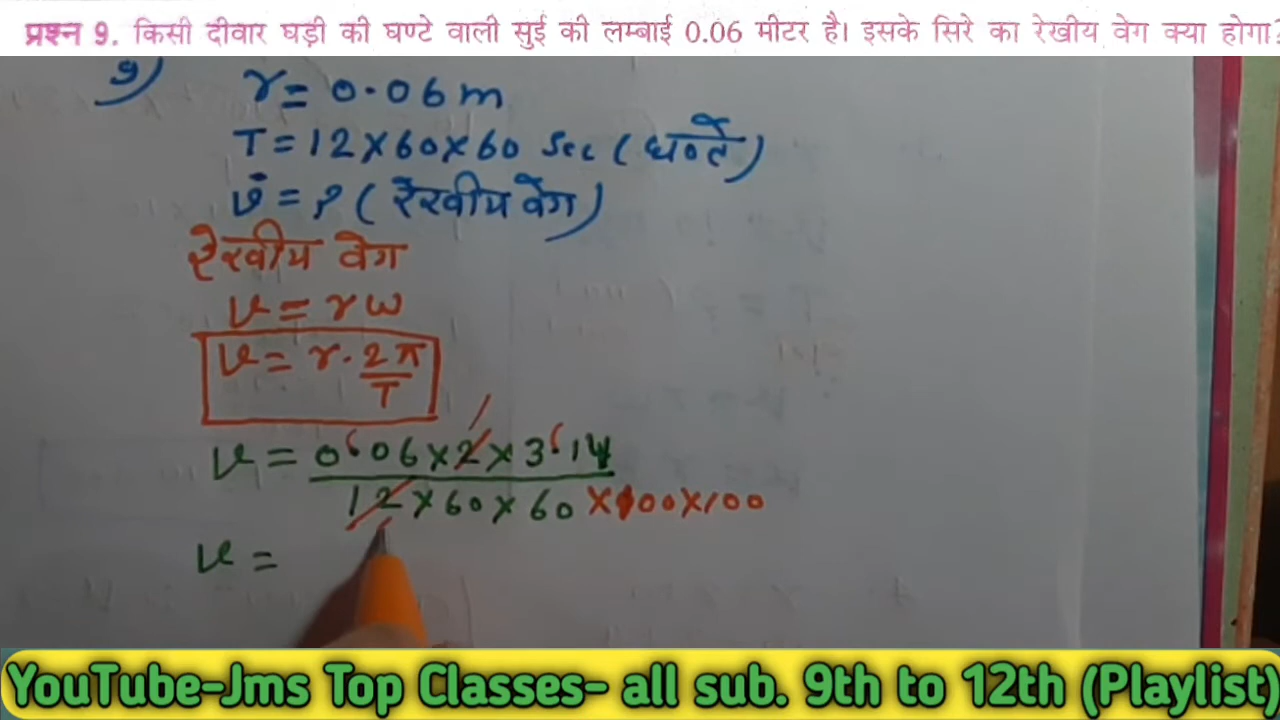 प्रश्न 9. किसी दीवार घड़ी की घण्टे वाली सुई की लम्बाई 0.06 मीटर है। इसके सिरे का रेखीय वेग क्या होगा?
9)
r = 0.06m
T = 12×60×60 Sec (घण्टे)
v = ? (रेखीय वेग)
रेखीय वेग
v = rω
v = r. 2π/T
v = 0.06×2×3.14
12×60×60×100×100
v =
YouTube-Jms Top Classes- all sub. 9th to 12th (Playlist)